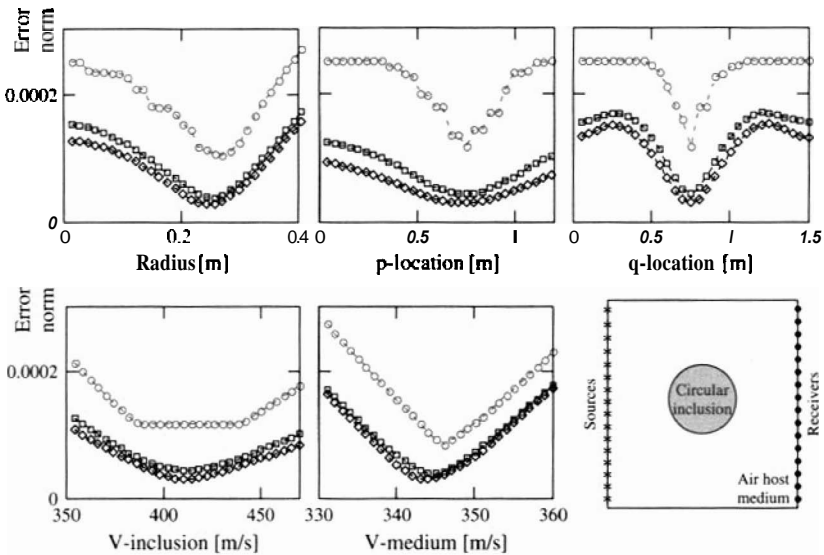 Error
norm
0.0002
0
0
0.2
0.4
Radius [m]
0
0.5
1
p-location [m]
0
0.5
1
1.5
q-location [m]
Error
norm
0.0002
0
350
400
450
V-inclusion [m/s]
330
340
350
360
V-medium [m/s]
Sources
Circular
inclusion
Receivers
Air host
medium